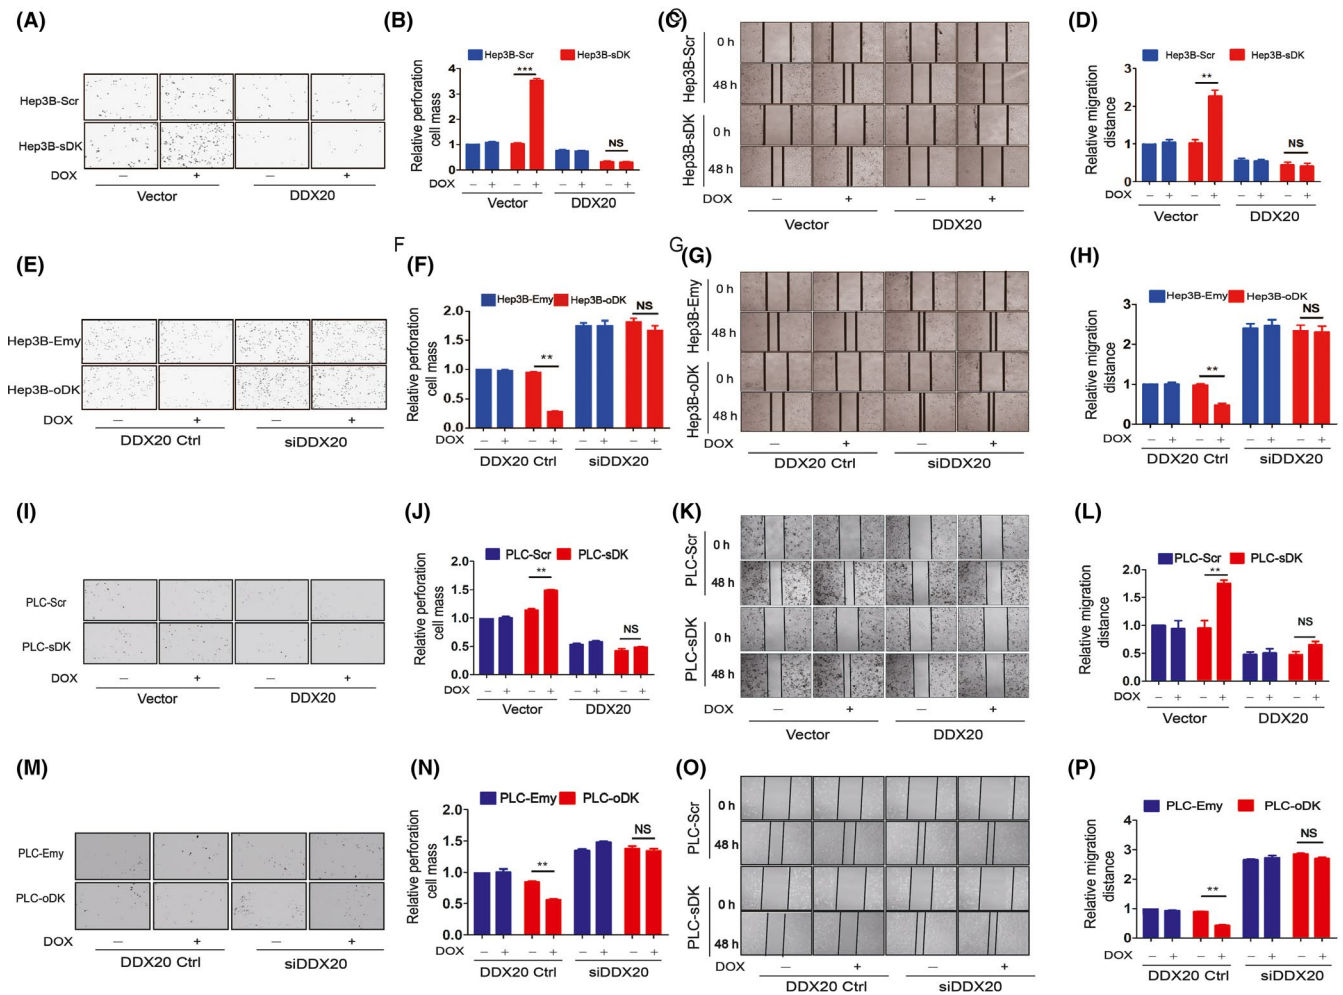 (A)
Hep3B-Scr
Hep3B-sDK
DOX – + – +
Vector DDX20
(B)
Hep3B-Scr Hep3B-sDK
Relative perforation
cell mass
4
3
2
1
0
***
NS
DOX – + – + – + – +
Vector DDX20
C
(C)
Hep3B-Scr
Hep3B-sDK
0 h
48 h
0 h
48 h
DOX – + – +
Vector DDX20
(D)
Hep3B-Scr Hep3B-sDK
Relative migration
distance
3
2
1
0
**
NS
DOX – + – + – + – +
Vector DDX20
(E)
Hep3B-Emy
Hep3B-oDK
DOX – + – +
DDX20 Ctrl siDDX20
F
(F)
Hep3B-Emy Hep3B-oDK
Relative perforation
cell mass
2.0
1.5
1.0
0.5
0.0
**
NS
DOX – + – + – + – +
DDX20 Ctrl siDDX20
G
(G)
Hep3B-Emy
Hep3B-oDK
0 h
48 h
0 h
48 h
DOX – + – +
DDX20 Ctrl siDDX20
(H)
Hep3B-Emy Hep3B-oDK
Relative migration
distance
3
2
1
0
**
NS
DOX – + – + – + – +
DDX20 Ctrl siDDX20
(I)
PLC-Scr
PLC-sDK
DOX – + – +
Vector DDX20
(J)
PLC-Scr PLC-sDK
Relative perforation
cell mass
2.0
1.5
1.0
0.5
0.0
**
NS
DOX – + – + – + – +
Vector DDX20
(K)
PLC-Scr
PLC-sDK
0 h
48 h
0 h
48 h
DOX – + – +
Vector DDX20
(L)
PLC-Scr PLC-sDK
Relative migration
distance
2.0
1.5
1.0
0.5
0.0
**
NS
DOX – + – + – + – +
Vector DDX20
(M)
PLC-Emy
PLC-oDK
DOX – + – +
DDX20 Ctrl siDDX20
(N)
PLC-Emy PLC-oDK
Relative perforation
cell mass
2.0
1.5
1.0
0.5
0.0
**
NS
DOX – + – + – + – +
DDX20 Ctrl siDDX20
(O)
PLC-Scr
PLC-sDK
0 h
48 h
0 h
48 h
DOX – + – +
DDX20 Ctrl siDDX20
(P)
PLC-Emy PLC-oDK
Relative migration
distance
4
3
2
1
0
**
NS
DOX – + – + – + – +
DDX20 Ctrl siDDX20